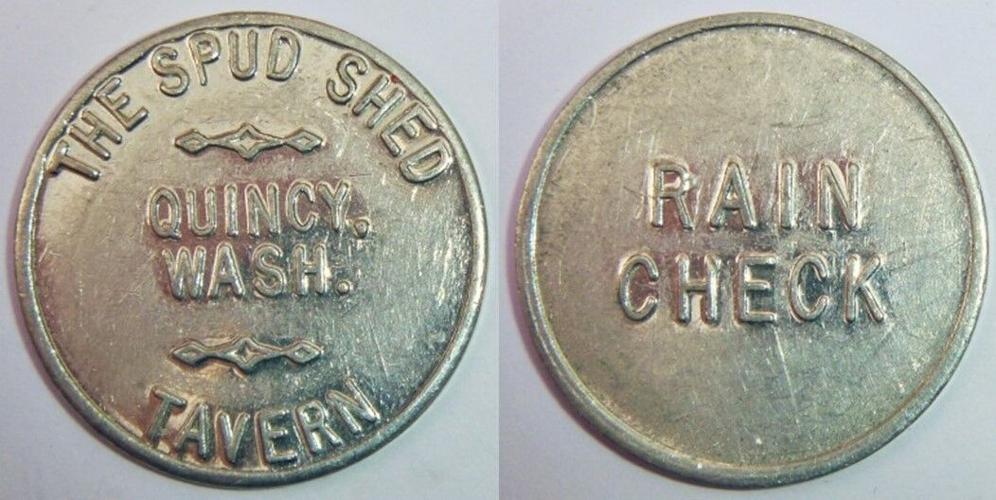 THE SPUD SHED
QUINCY,
WASH.
TAVERN
RAIN
CHECK